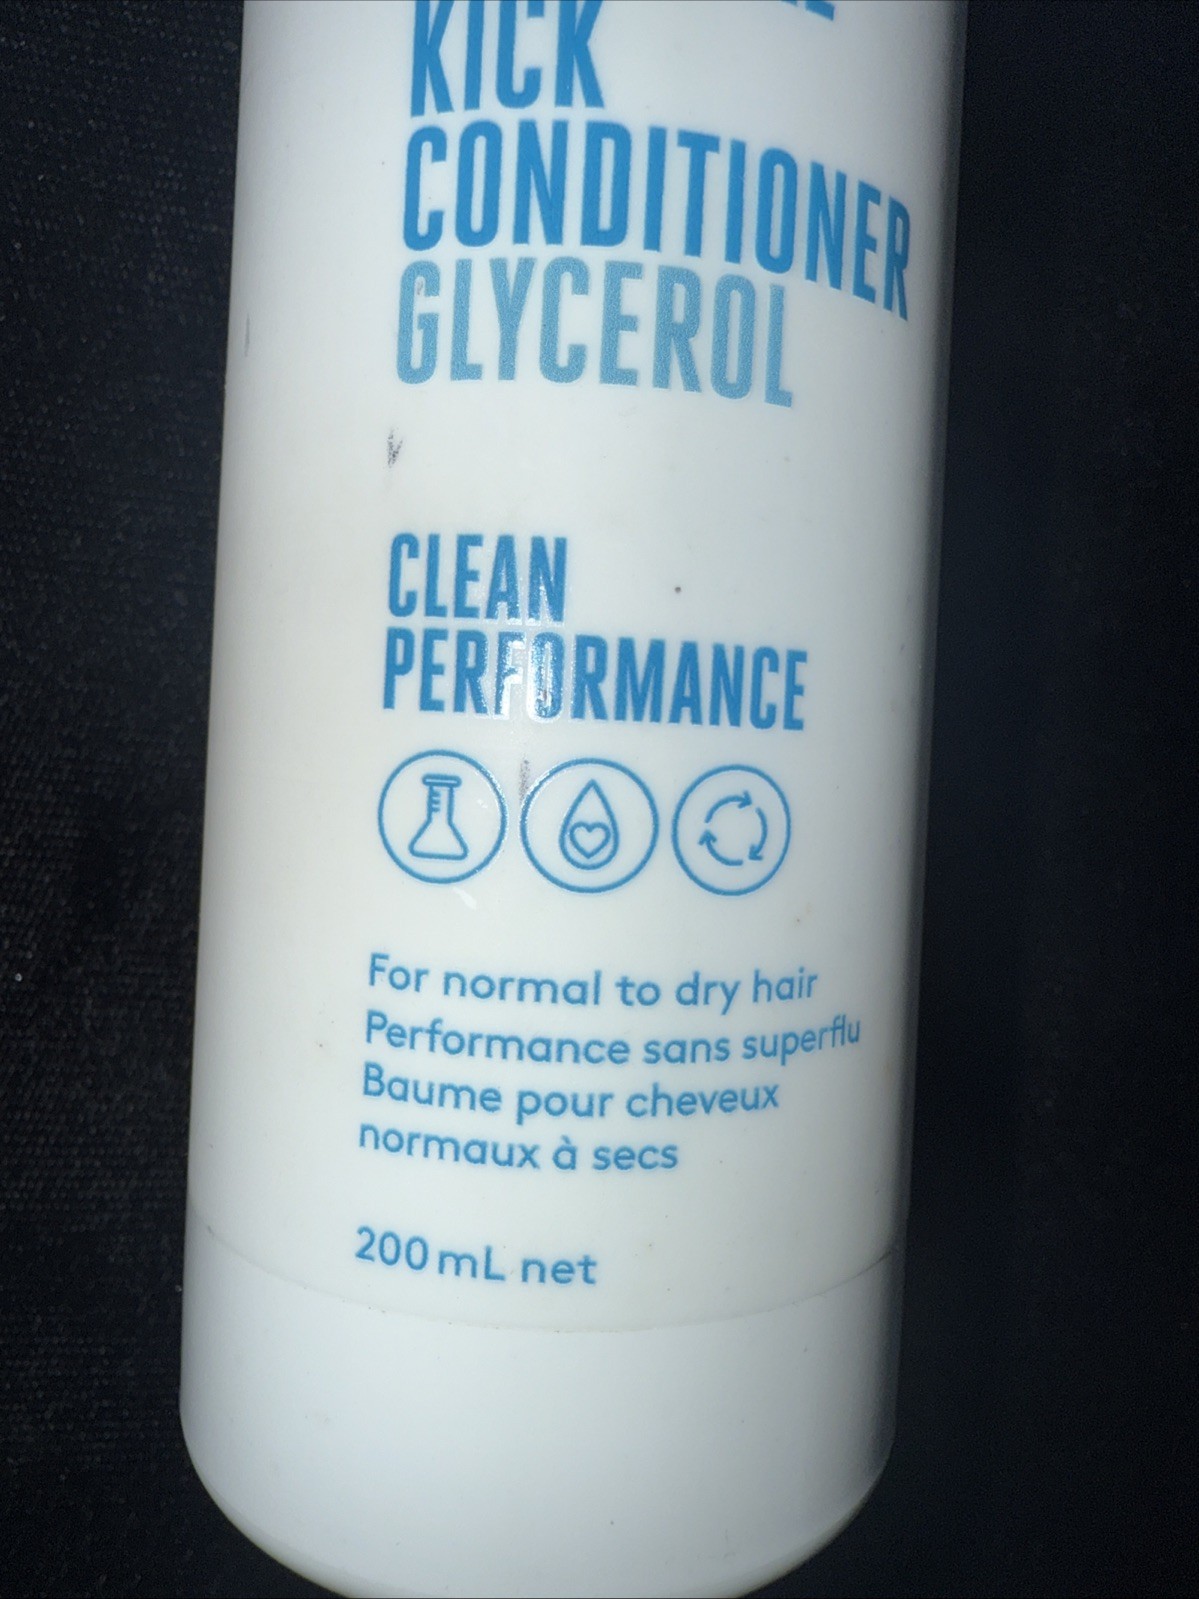 KICK
CONDITIONER
GLYCEROL
CLEAN
PERFORMANCE
For normal to dry hair
Performance sans superflu
Baume pour cheveux
normaux à secs
200 mL net